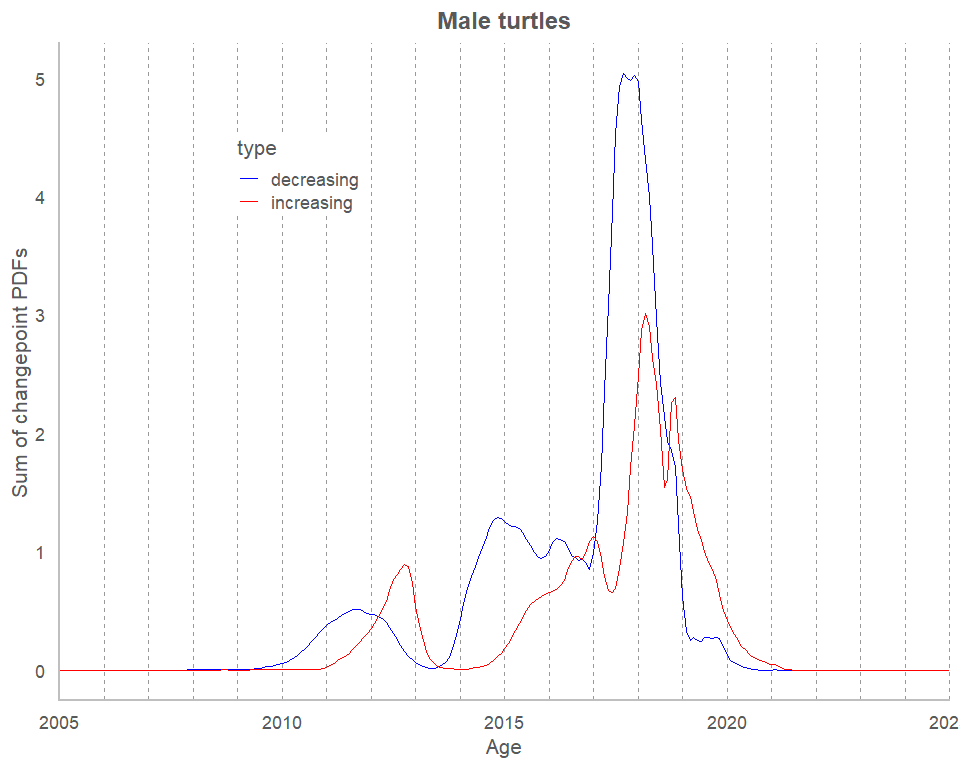 Male turtles
5
4
3
2
1
0
Sum of changepoint PDFs
type
decreasing
increasing
2005 2010 2015 2020 202
Age